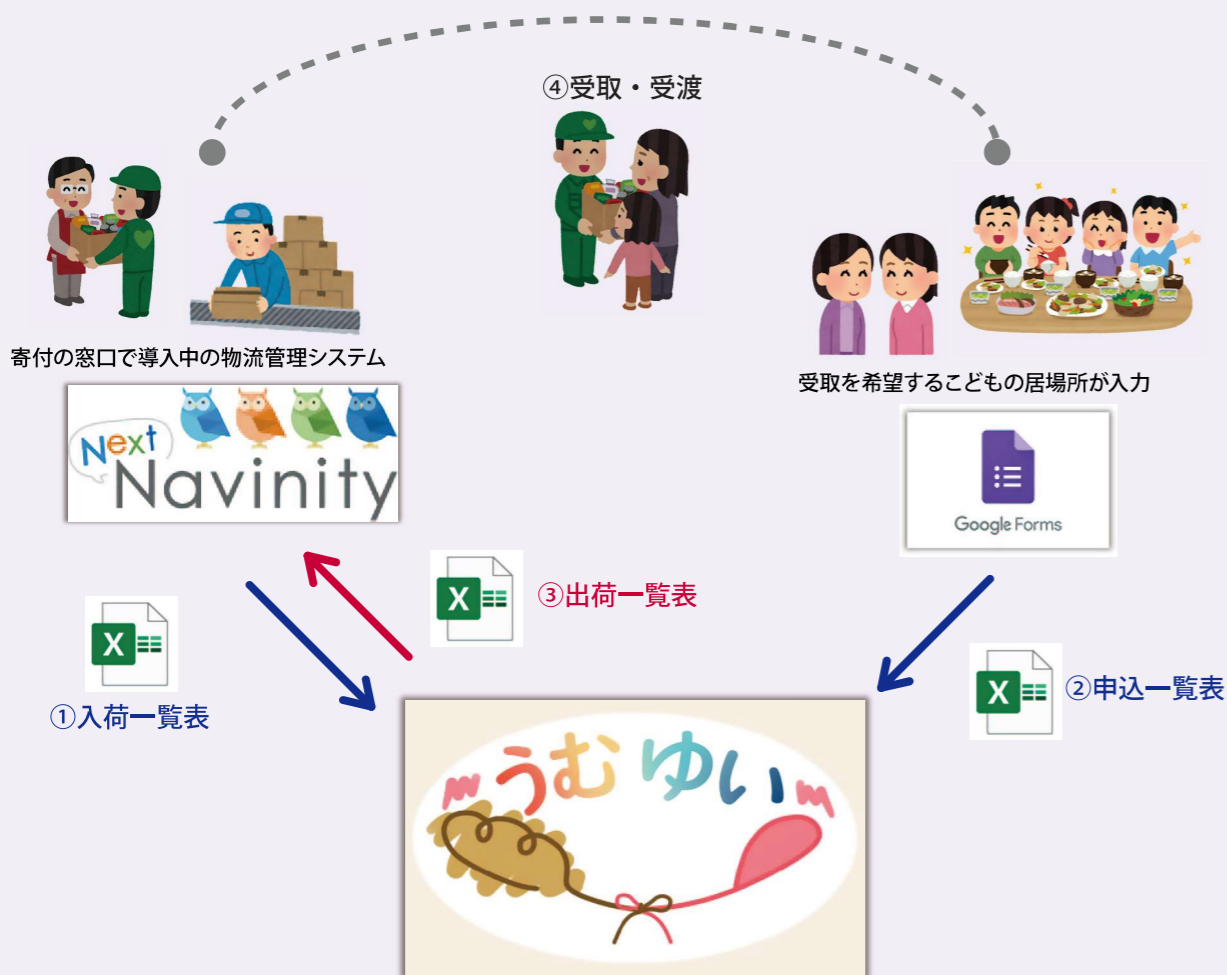 ④受取・受渡
寄付の窓口で導入中の物流管理システム
受取を希望するこどもの居場所が入力
Next
Navinity
Google Forms
X
③出荷一覧表
X
①入荷一覧表
X
②申込一覧表
うむゆい